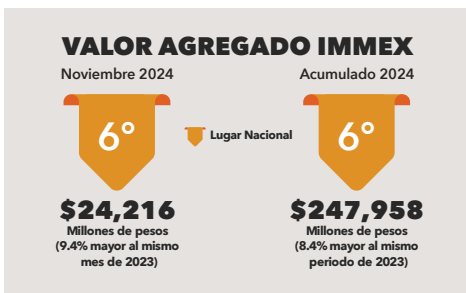 VALOR AGREGADO IMMEX
Noviembre 2024
Acumulado 2024
6°
Lugar Nacional
6°
$24,216
Millones de pesos
(9.4% mayor al mismo
mes de 2023)
$247,958
Millones de pesos
(8.4% mayor al mismo
periodo de 2023)